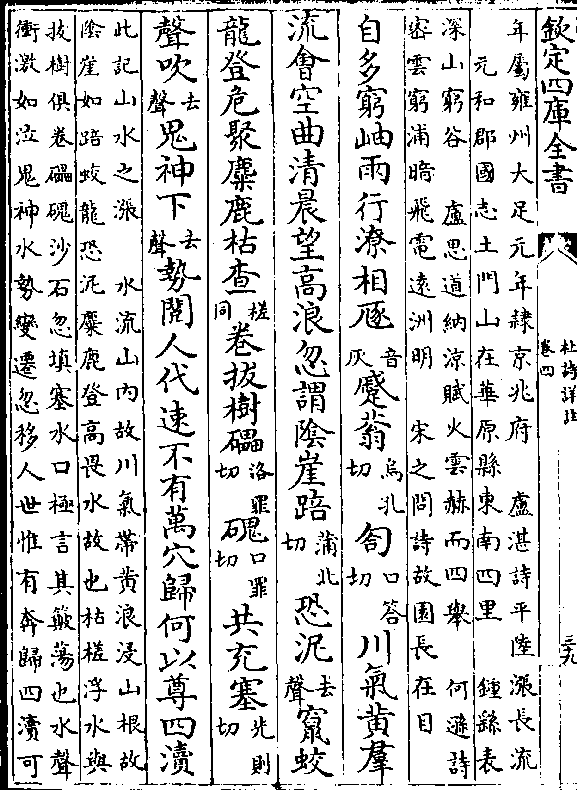 欽定四庫全書
杜詩詳註
卷四
三九
年屬雍州大足元年隸京兆府　盧湛詩平陸漲長流
元和郡國志土門山在華原縣東南四里　鍾繇表
深山窮谷　盧思道納涼賦火雲赫而四舉　何遜詩
密雲窮浦暗飛電遠洲明　宋之問詩故園長在目
自多窮岫雨行潦相豗音灰蹙蓊烏孔切匌口答切川氣黄羣
流會空曲清晨望高浪忽謂陰崖踣蒲北切恐泥去聲竄蛟
龍登危聚麋鹿枯查槎同卷拔樹礧洛罪切磈口罪切共充塞先則切
聲吹去聲鬼神下去聲勢閱人代速不有萬穴歸何以尊四瀆
此記山水之漲　水流山内故川氣帶黄浪浸山根故
陰崖如踣蛟龍恐泥麋鹿登高畏水故也枯槎浮水與
拔樹俱卷礧磈沙石忽填塞水口極言其簸蕩也水聲
衝激如泣鬼神水勢變遷忽移人世惟有奔歸四瀆可